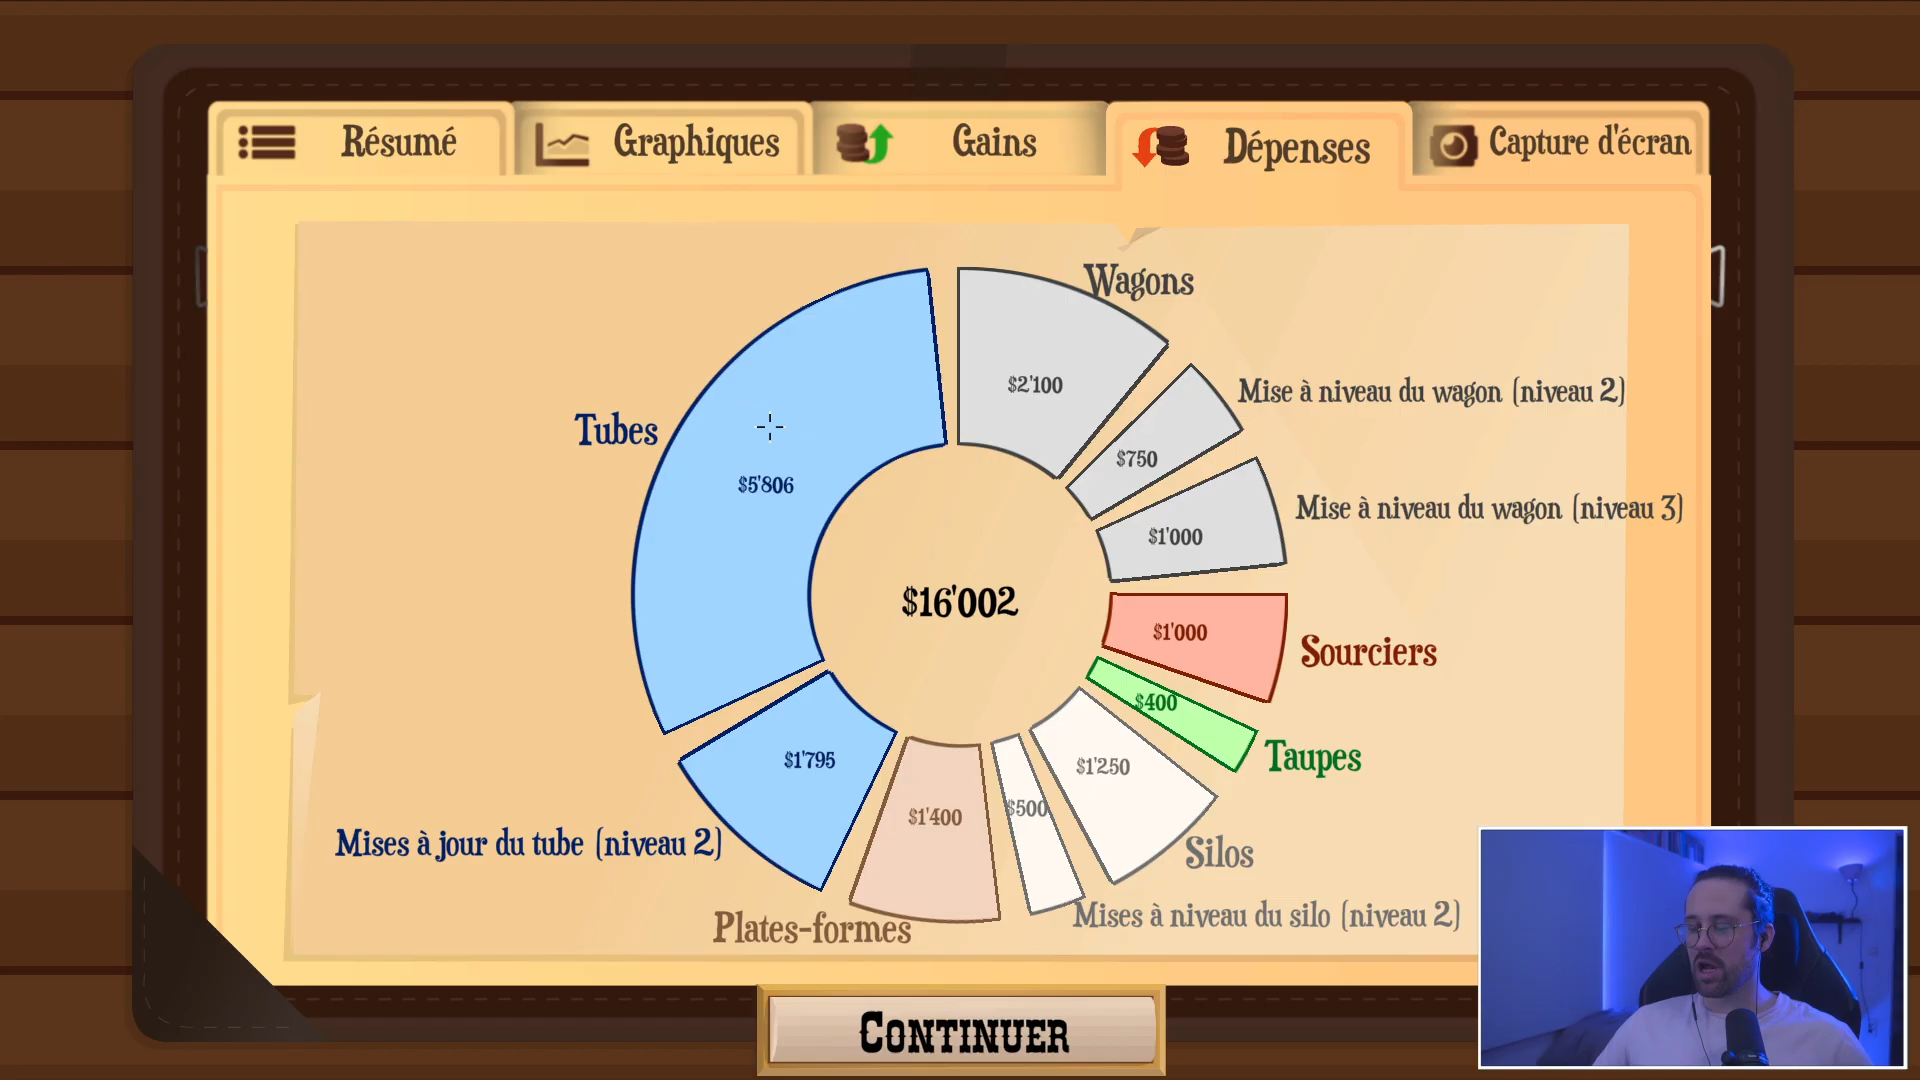 Résumé
Graphiques
Gains
Dépenses
Capture d'écran
Wagons
$2'100
Mise à niveau du wagon (niveau 2)
$750
Mise à niveau du wagon (niveau 3)
$1'000
Tubes
$5'806
$16'002
$1'000
Sourciers
$400
Taupes
$1'250
Silos
$500
Mises à niveau du silo (niveau 2)
$1'400
Plates-formes
$1'795
Mises à jour du tube (niveau 2)
CONTINUER